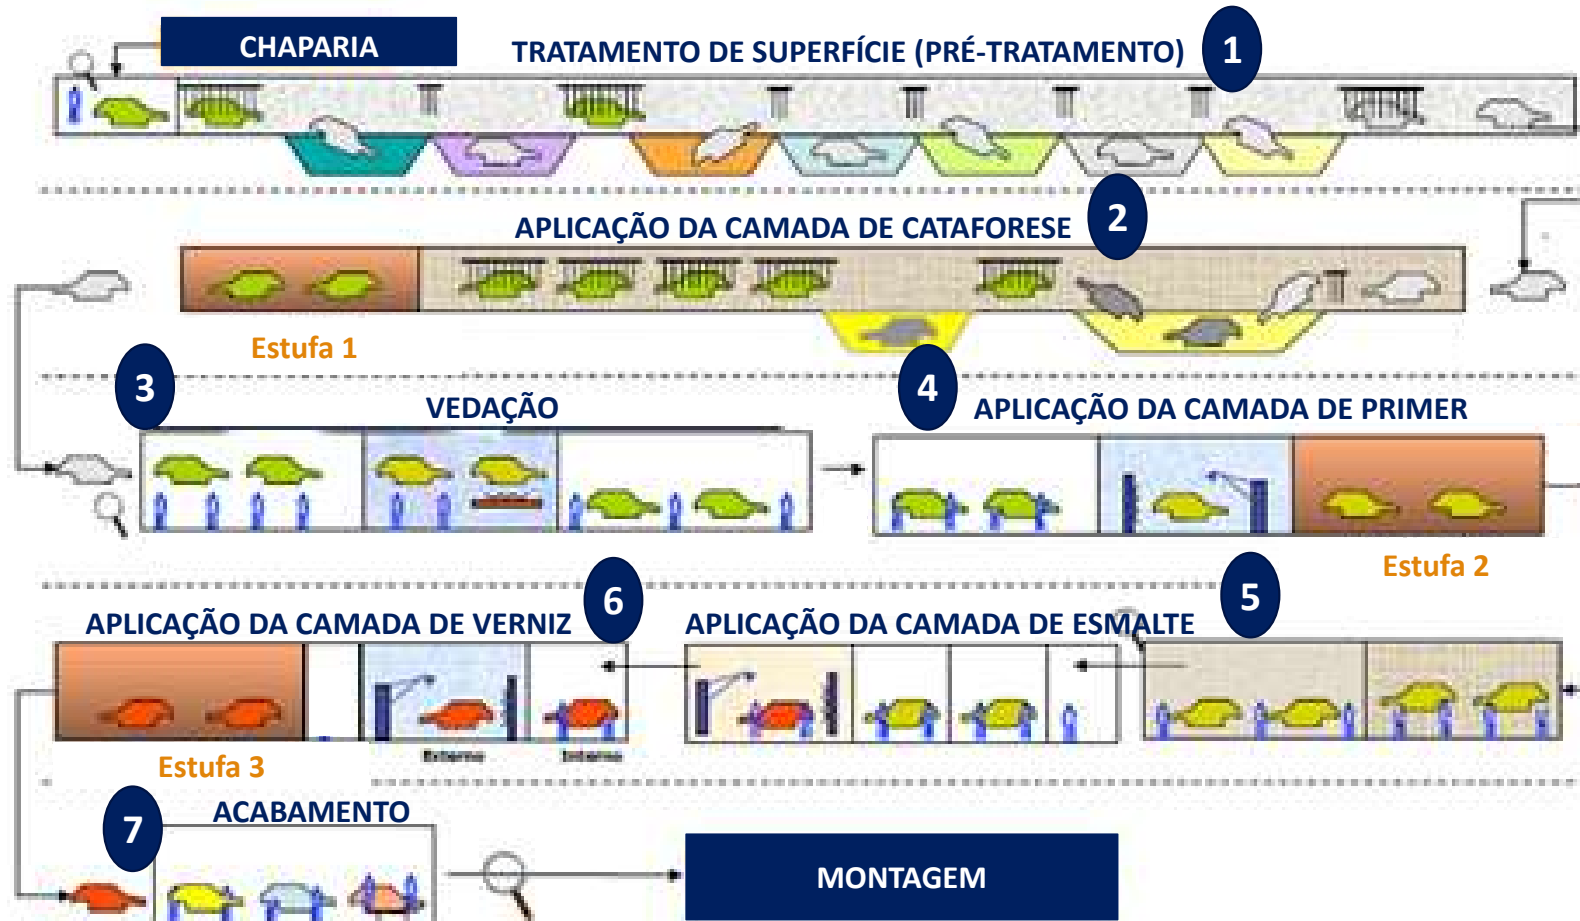 CHAPARIA
TRATAMENTO DE SUPERFÍCIE (PRÉ-TRATAMENTO)
1
APLICAÇÃO DA CAMADA DE CATAFORESE
2
Estufa 1
3
VEDAÇÃO
4
APLICAÇÃO DA CAMADA DE PRIMER
Estufa 2
APLICAÇÃO DA CAMADA DE VERNIZ
6
APLICAÇÃO DA CAMADA DE ESMALTE
5
Externo
Interno
Estufa 3
7
ACABAMENTO
MONTAGEM